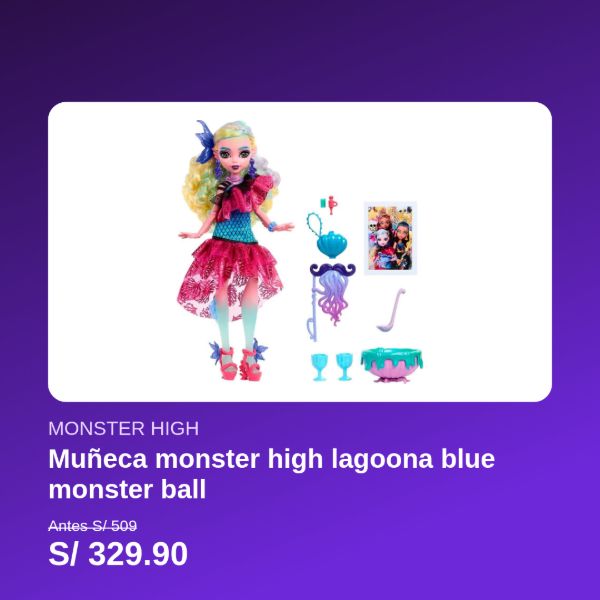 MONSTER HIGH
Muñeca monster high lagoona blue
monster ball
Antes S/ 509
S/ 329.90